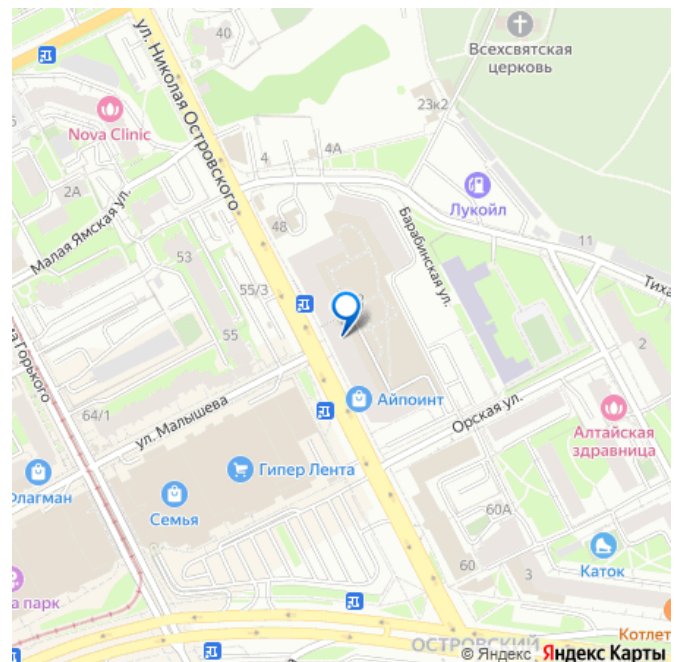 40
Всехсвятская
церковь
ул. Николая Островского
23к2
Nova Clinic
4
4А
2А
Лукойл
48
Малая Ямская ул.
Барабинская ул.
11
53
Тиха
55/3
55
2
64/1
ул. Малышева
Айпоинт
Орская ул.
Алтайская
здравница
Гипер Лента
Семья
60А
60
3
Каток
а парк
Котлет
ОСТРОВСКИЙ
© Яндекс Яндекс Карты